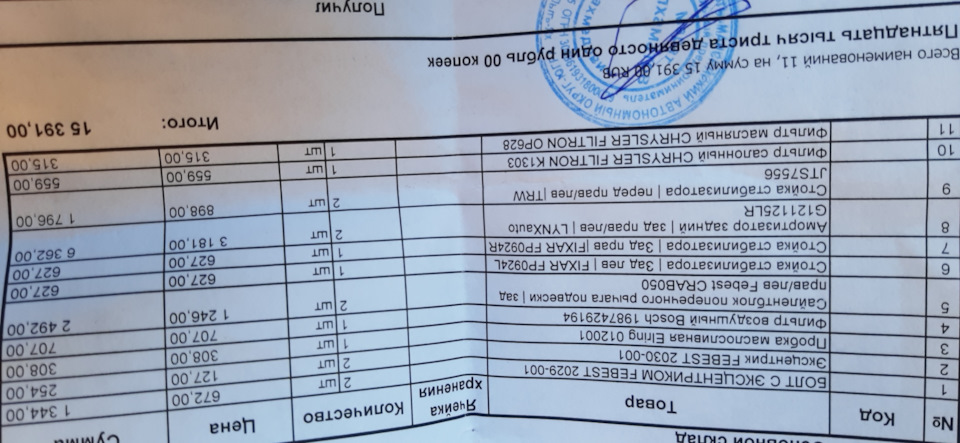 основной склад
№ Код Товар Ячейка хранения Количество Цена Сумма
1 БОЛТ С ЭКСЦЕНТРИКОМ FEBEST 2029-001 2 шт 672,00 1 344,00
2 Эксцентрик FEBEST 2030-001 2 шт 127,00 254,00
3 Пробка маслосливная Elring 012001 1 шт 308,00 308,00
4 Фильтр воздушный Bosch 1987429194 1 шт 707,00 707,00
5 Сайлентблок поперечного рычага подвески | зад прав/лев Febest CRAB050 2 шт 1 246,00 2 492,00
6 Стойка стабилизатора | Зад лев | FIXAR FP0924L 1 шт 627,00 627,00
7 Стойка стабилизатора | Зад прав | FIXAR FP0924R 1 шт 627,00 627,00
8 Амортизатор задний | зад прав/лев | LYNXauto G121125LR 2 шт 3 181,00 6 362,00
9 Стойка стабилизатора | перед прав/лев |TRW JTS7556 2 шт 898,00 1 796,00
10 Фильтр салонный CHRYSLER FILTRON K1303 1 шт 559,00 559,00
11 Фильтр масляный CHRYSLER FILTRON OP628 1 шт 315,00 315,00
Итого: 15 391,00
Всего наименований 11, на сумму 15 391,00 RUB
Пятнадцать тысяч триста девяносто один рубль 00 копеек
Получил